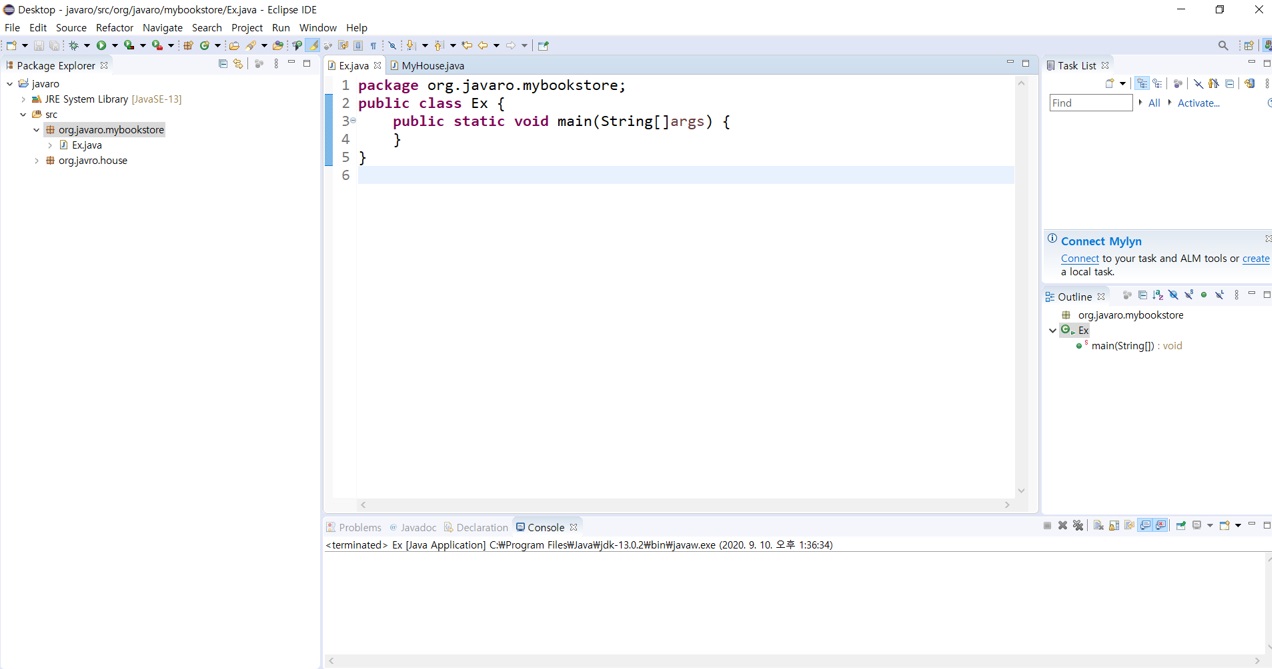 Desktop - javaro/src/org/javaro/mybookstore/Ex.java - Eclipse IDE
File Edit Source Refactor Navigate Search Project Run Window Help
Package Explorer
javaro
JRE System Library [JavaSE-13]
src
org.javaro.mybookstore
Ex.java
org.javro.house
Ex.java MyHouse.java
1 package org.javaro.mybookstore;
2 public class Ex {
3 public static void main(String[]args) {
4 }
5 }
6
Task List
Find All Activate...
Connect Mylyn
Connect to your task and ALM tools or create
a local task.
Outline
org.javaro.mybookstore
Ex
main(String[]) : void
Problems Javadoc Declaration Console
<terminated> Ex [Java Application] C:₩Program Files₩Java₩jdk-13.0.2₩bin₩javaw.exe (2020. 9. 10. 오후 1:36:34)